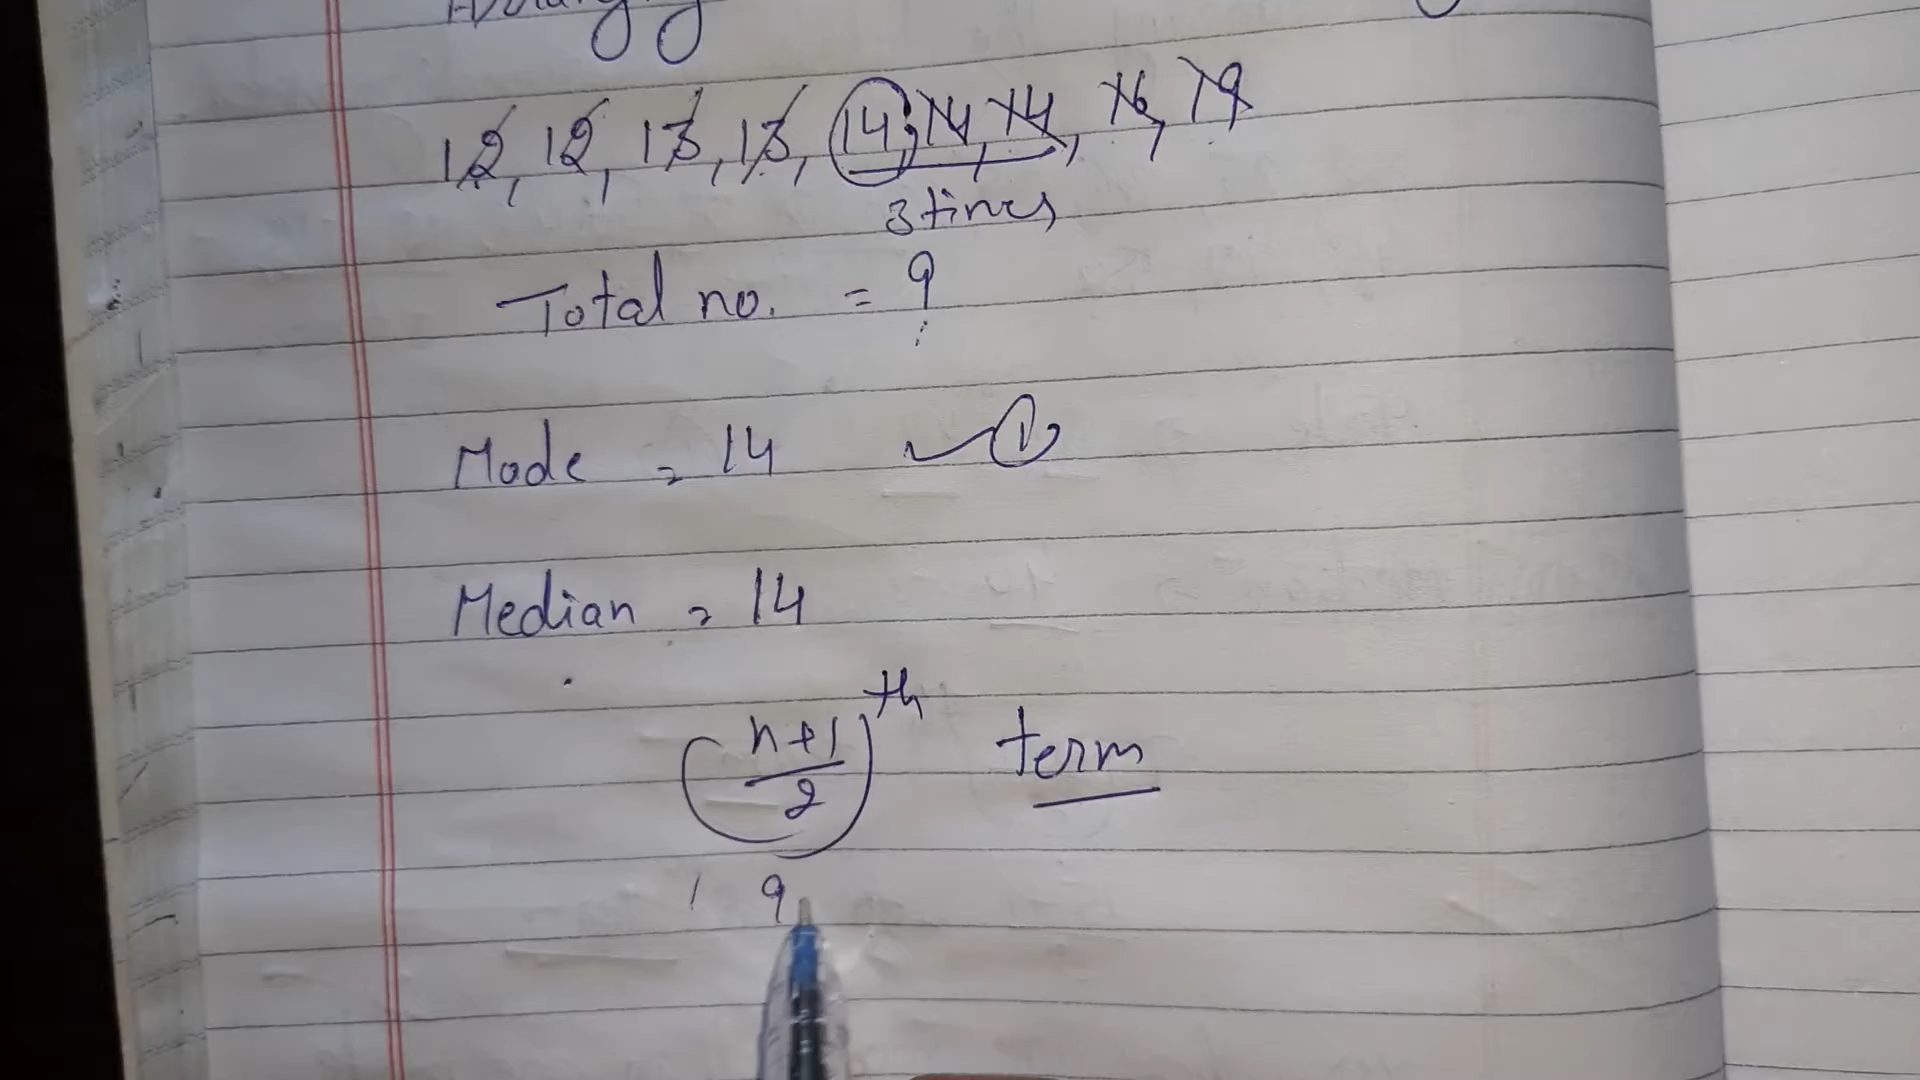 12, 12, 13, 13, 14, 14, 14, 16, 19
3 times
Total no. = 9
Mode = 14 ①
Median = 14
(n+1/2)th term
( 9